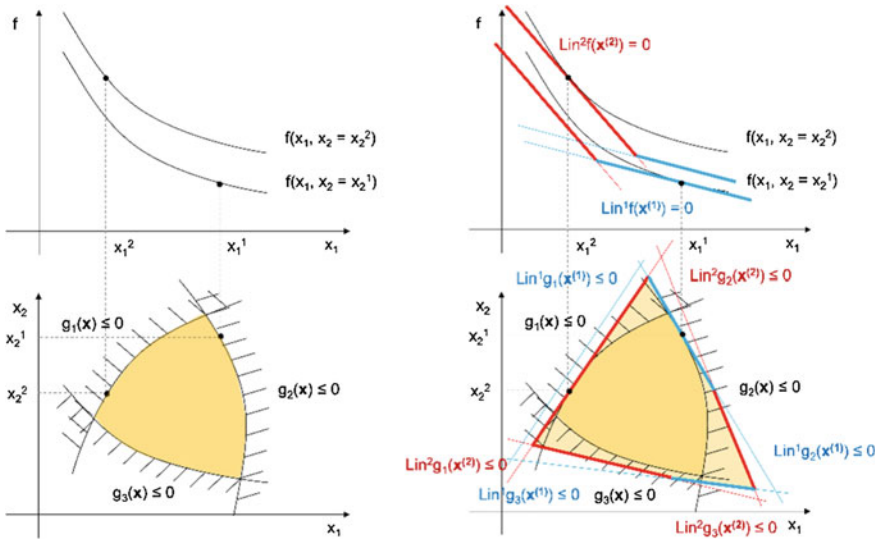 f
f(x₁, x₂ = x₂²)
f(x₁, x₂ = x₂¹)
x₁²
x₁¹
x₁
x₂
x₂¹
x₂²
g₁(x) ≤ 0
g₂(x) ≤ 0
g₃(x) ≤ 0
x₁
f
Lin²f(x⁽²⁾) = 0
f(x₁, x₂ = x₂²)
f(x₁, x₂ = x₂¹)
Lin¹f(x⁽¹⁾) = 0
x₁²
x₁¹
x₁
Lin¹g₁(x⁽¹⁾) ≤ 0
Lin²g₂(x⁽²⁾) ≤ 0
x₂
x₂¹
x₂²
g₁(x) ≤ 0
g₂(x) ≤ 0
Lin¹g₂(x⁽¹⁾) ≤ 0
Lin²g₁(x⁽²⁾) ≤ 0
Lin¹g₃(x⁽¹⁾) ≤ 0
g₃(x) ≤ 0
Lin²g₃(x⁽²⁾) ≤ 0
x₁